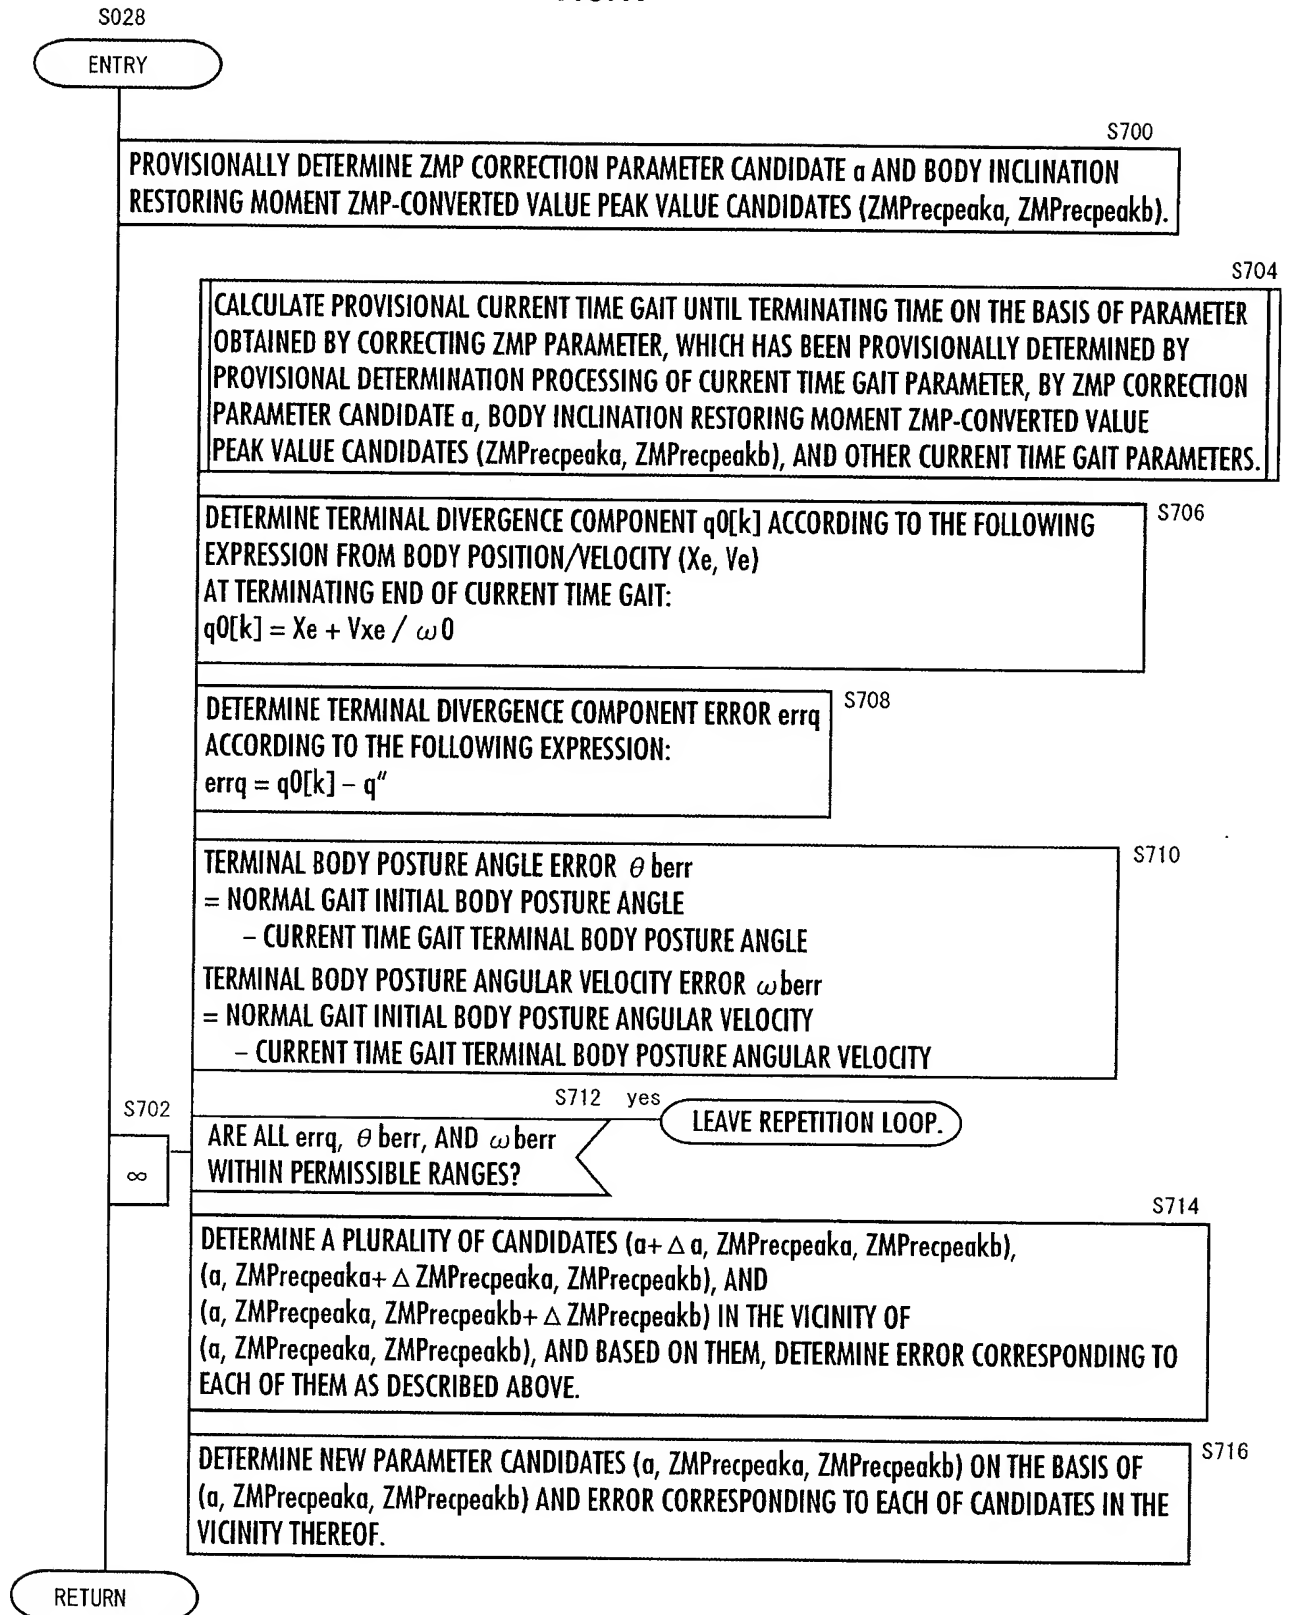 S028
ENTRY
S700
PROVISIONALLY DETERMINE ZMP CORRECTION PARAMETER CANDIDATE a AND BODY INCLINATION
RESTORING MOMENT ZMP-CONVERTED VALUE PEAK VALUE CANDIDATES (ZMPrecpeaka, ZMPrecpeakb).
S704
CALCULATE PROVISIONAL CURRENT TIME GAIT UNTIL TERMINATING TIME ON THE BASIS OF PARAMETER
OBTAINED BY CORRECTING ZMP PARAMETER, WHICH HAS BEEN PROVISIONALLY DETERMINED BY
PROVISIONAL DETERMINATION PROCESSING OF CURRENT TIME GAIT PARAMETER, BY ZMP CORRECTION
PARAMETER CANDIDATE a, BODY INCLINATION RESTORING MOMENT ZMP-CONVERTED VALUE
PEAK VALUE CANDIDATES (ZMPrecpeaka, ZMPrecpeakb), AND OTHER CURRENT TIME GAIT PARAMETERS.
S706
DETERMINE TERMINAL DIVERGENCE COMPONENT q0[k] ACCORDING TO THE FOLLOWING
EXPRESSION FROM BODY POSITION/VELOCITY (Xe, Ve)
AT TERMINATING END OF CURRENT TIME GAIT:
q0[k] = Xe + Vxe / ω0
S708
DETERMINE TERMINAL DIVERGENCE COMPONENT ERROR errq
ACCORDING TO THE FOLLOWING EXPRESSION:
errq = q0[k] – q"
S710
TERMINAL BODY POSTURE ANGLE ERROR θ berr
= NORMAL GAIT INITIAL BODY POSTURE ANGLE
– CURRENT TIME GAIT TERMINAL BODY POSTURE ANGLE
TERMINAL BODY POSTURE ANGULAR VELOCITY ERROR ω berr
= NORMAL GAIT INITIAL BODY POSTURE ANGULAR VELOCITY
– CURRENT TIME GAIT TERMINAL BODY POSTURE ANGULAR VELOCITY
S702
∞
S712 yes
LEAVE REPETITION LOOP.
ARE ALL errq, θ berr, AND ω berr
WITHIN PERMISSIBLE RANGES?
S714
DETERMINE A PLURALITY OF CANDIDATES (a+ Δ a, ZMPrecpeaka, ZMPrecpeakb),
(a, ZMPrecpeaka+ Δ ZMPrecpeaka, ZMPrecpeakb), AND
(a, ZMPrecpeaka, ZMPrecpeakb+ Δ ZMPrecpeakb) IN THE VICINITY OF
(a, ZMPrecpeaka, ZMPrecpeakb), AND BASED ON THEM, DETERMINE ERROR CORRESPONDING TO
EACH OF THEM AS DESCRIBED ABOVE.
S716
DETERMINE NEW PARAMETER CANDIDATES (a, ZMPrecpeaka, ZMPrecpeakb) ON THE BASIS OF
(a, ZMPrecpeaka, ZMPrecpeakb) AND ERROR CORRESPONDING TO EACH OF CANDIDATES IN THE
VICINITY THEREOF.
RETURN